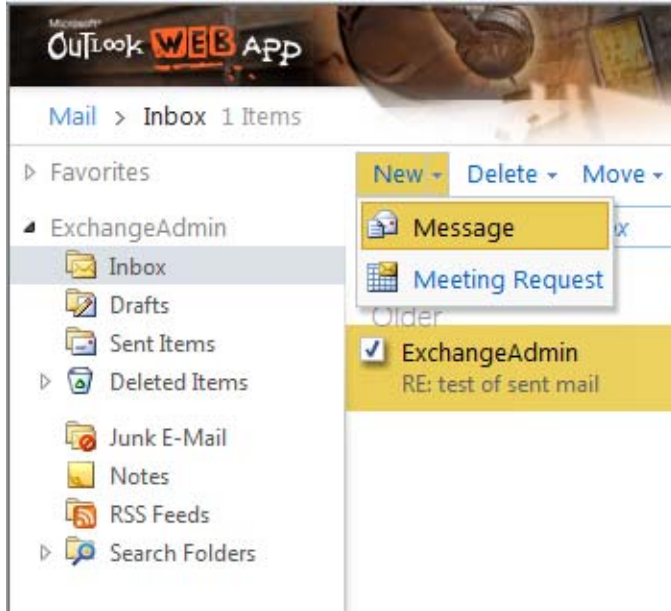 Microsoft®
OuTLook WEB APP
Mail > Inbox 1 Items
Favorites
New Delete Move
ExchangeAdmin
Message
Inbox
Meeting Request
Drafts
Older
Sent Items
ExchangeAdmin
Deleted Items
RE: test of sent mail
Junk E-Mail
Notes
RSS Feeds
Search Folders